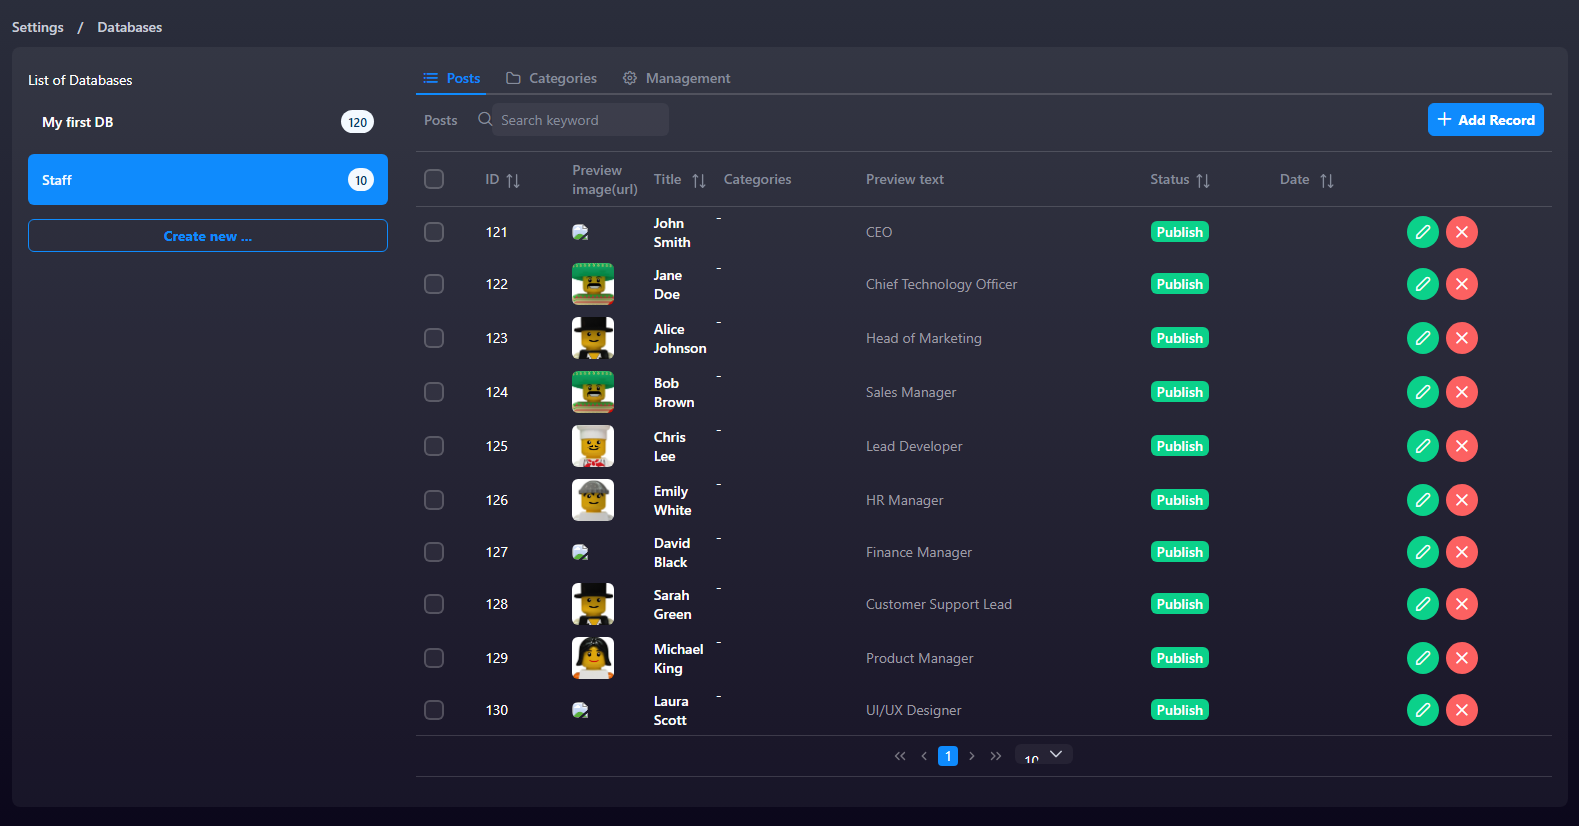 Settings / Databases
List of Databases
My first DB 120
Staff 10
Create new ...
Posts Categories Management
Posts Search keyword Add Record
ID Preview image(url) Title Categories Preview text Status Date
121 John Smith - CEO Publish
122 Jane Doe - Chief Technology Officer Publish
123 Alice Johnson - Head of Marketing Publish
124 Bob Brown - Sales Manager Publish
125 Chris Lee - Lead Developer Publish
126 Emily White - HR Manager Publish
127 David Black - Finance Manager Publish
128 Sarah Green - Customer Support Lead Publish
129 Michael King - Product Manager Publish
130 Laura Scott - UI/UX Designer Publish
« ‹ 1 › » 10